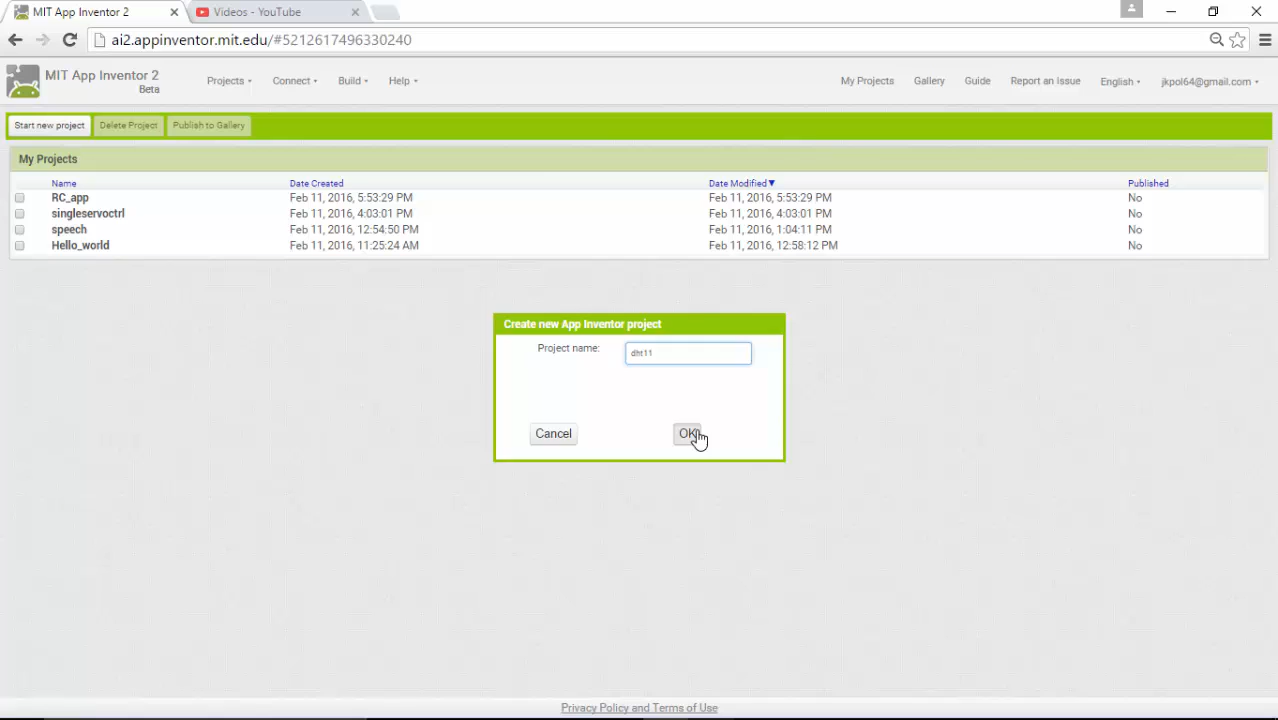 MIT App Inventor 2
Videos - YouTube
ai2.appinventor.mit.edu/#5212617496330240
MIT App Inventor 2
Beta
Projects Connect Build Help My Projects Gallery Guide Report an Issue English jkpol64@gmail.com
Start new project Delete Project Publish to Gallery
My Projects
Name Date Created Date Modified Published
RC_app Feb 11, 2016, 5:53:29 PM Feb 11, 2016, 5:53:29 PM No
singleservoctrl Feb 11, 2016, 4:03:01 PM Feb 11, 2016, 4:03:01 PM No
speech Feb 11, 2016, 12:54:50 PM Feb 11, 2016, 1:04:11 PM No
Hello_world Feb 11, 2016, 11:25:24 AM Feb 11, 2016, 12:58:12 PM No
Create new App Inventor project
Project name: dht11
Cancel OK
Privacy Policy and Terms of Use